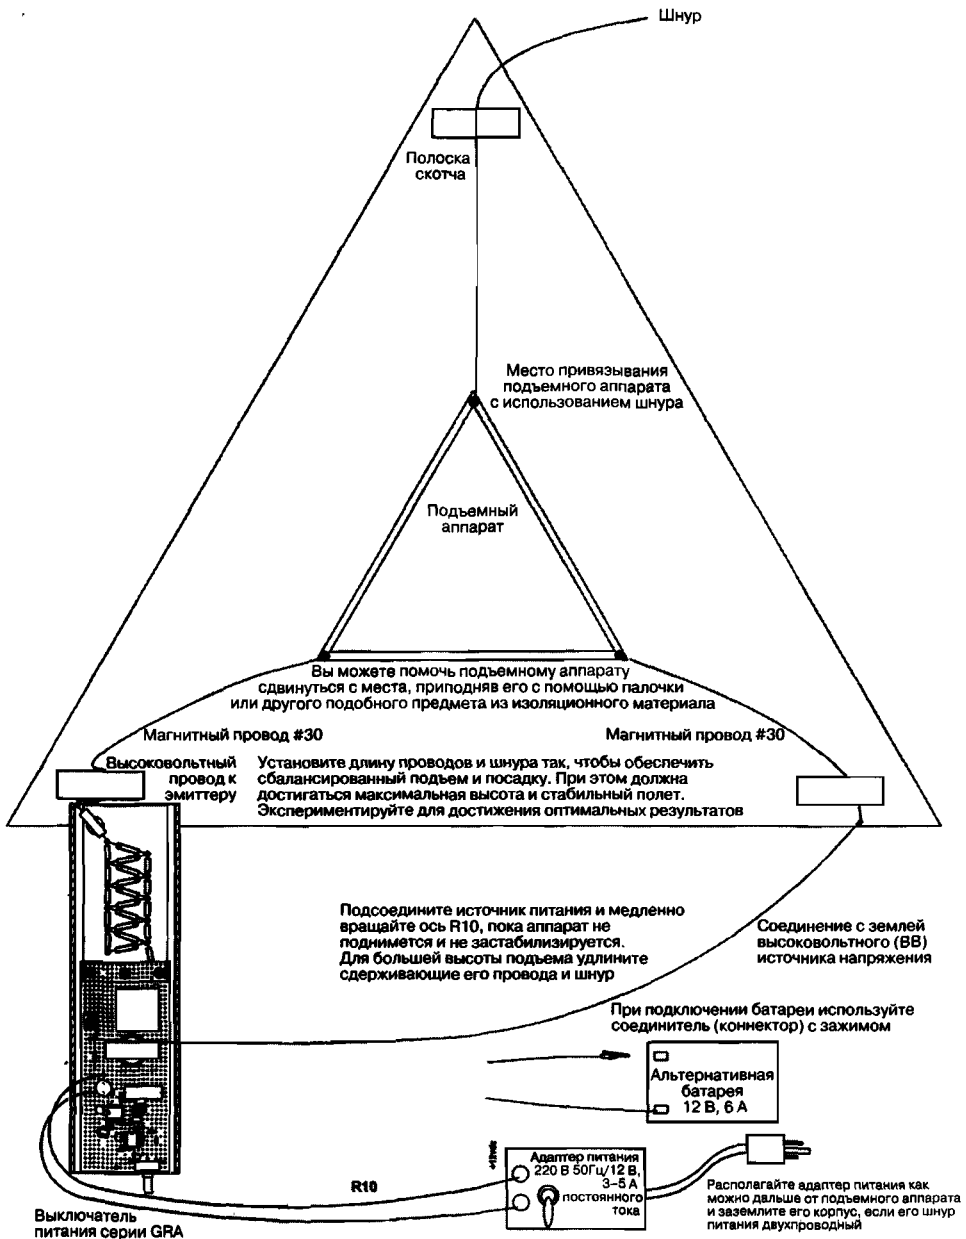 Шнур
Полоска
скотча
Место привязывания
подъемного аппарата
с использованием шнура
Подъемный
аппарат
Вы можете помочь подъемному аппарату
сдвинуться с места, приподняв его с помощью палочки
или другого подобного предмета из изоляционного материала
Магнитный провод #30
Магнитный провод #30
Высоковольтный
провод к
эмиттеру
Установите длину проводов и шнура так, чтобы обеспечить
сбалансированный подъем и посадку. При этом должна
достигаться максимальная высота и стабильный полет.
Экспериментируйте для достижения оптимальных результатов
Подсоедините источник питания и медленно
вращайте ось R10, пока аппарат не
поднимется и не застабилизируется.
Для большей высоты подъема удлините
сдерживающие его провода и шнур
Соединение с землей
высоковольтного (ВВ)
источника напряжения
При подключении батареи используйте
соединитель (коннектор) с зажимом
Альтернативная
батарея
12 В, 6 А
Адаптер питания
220 В 50Гц/12 В,
3–5 А
постоянного
тока
R10
Располагайте адаптер питания как
можно дальше от подъемного аппарата
и заземлите его корпус, если его шнур
питания двухпроводный
Выключатель
питания серии GRA